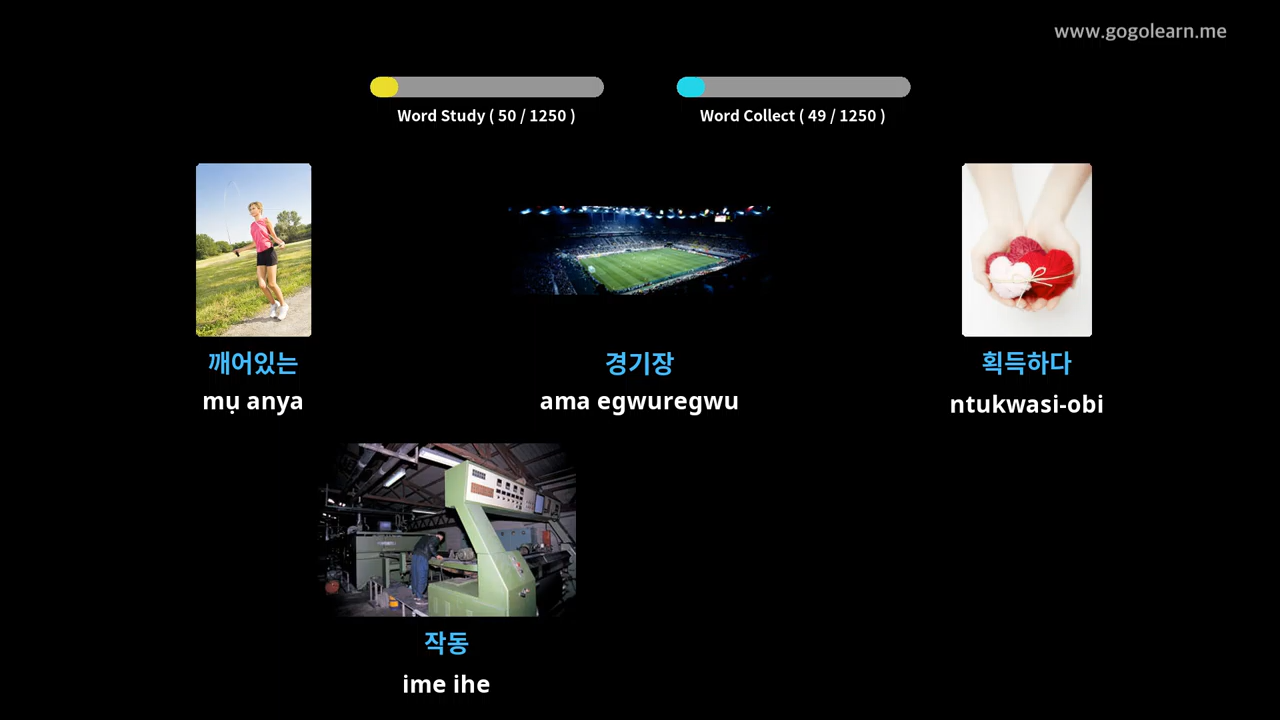 www.gogolearn.me
Word Study ( 50 / 1250 )
Word Collect ( 49 / 1250 )
깨어있는
mụ anya
경기장
ama egwuregwu
획득하다
ntukwasi-obi
작동
ime ihe